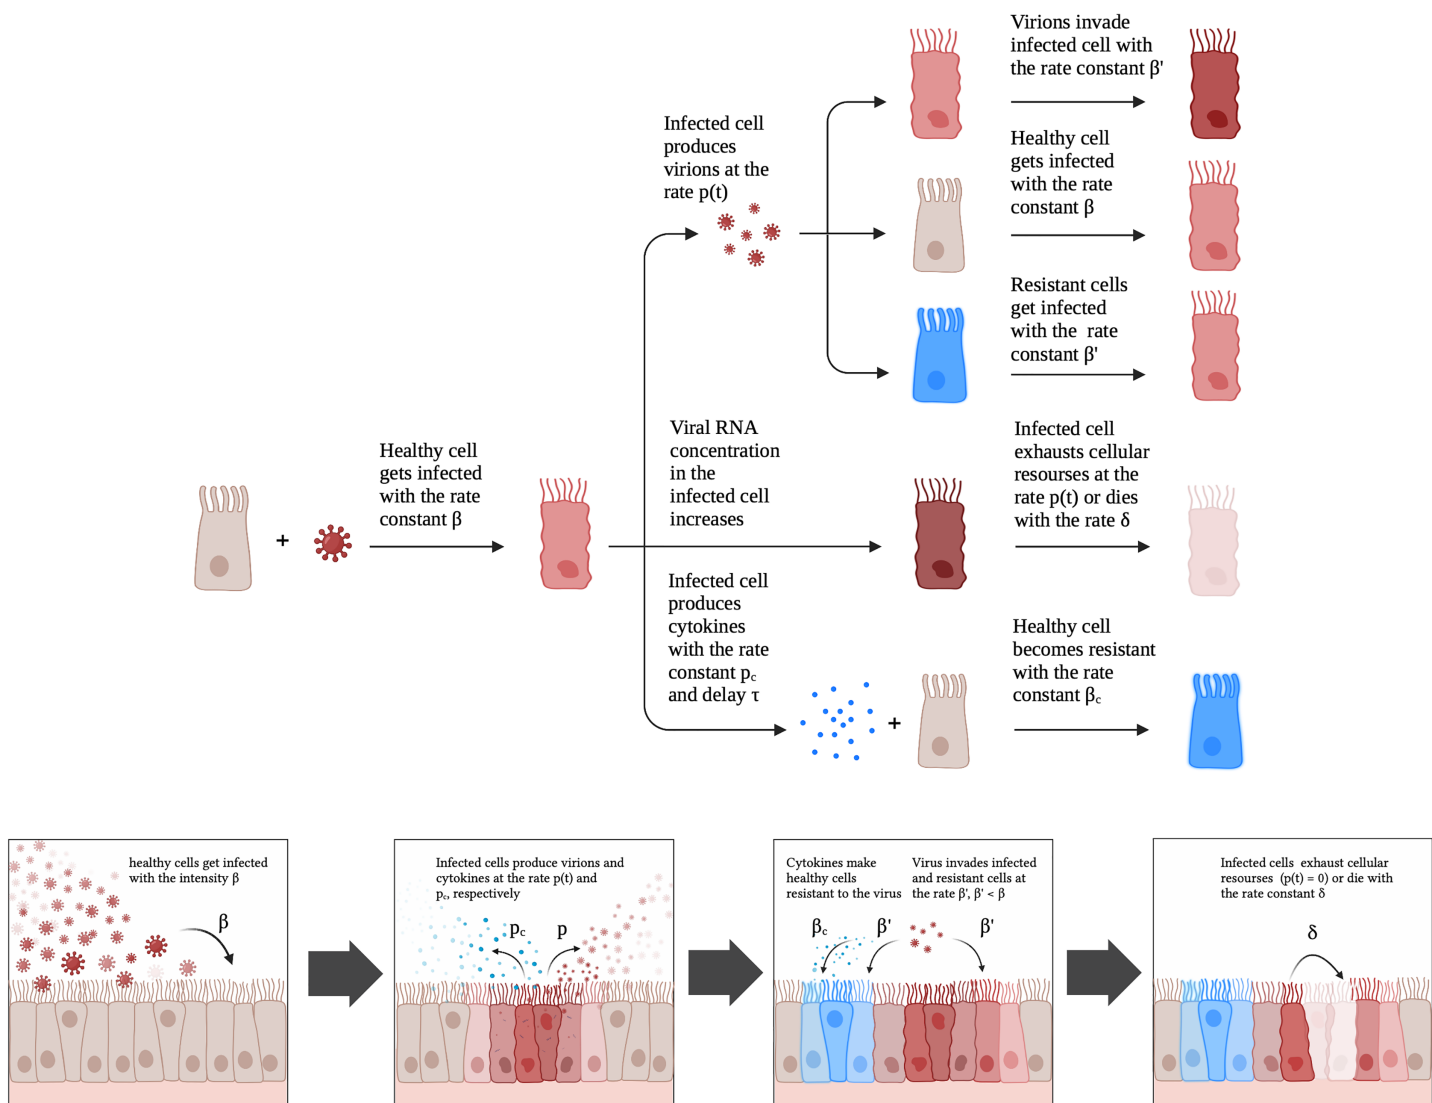 Virions invade
infected cell with
the rate constant β'
Infected cell
produces
virions at the
rate p(t)
Healthy cell
gets infected
with the rate
constant β
Resistant cells
get infected
with the  rate
constant β'
Healthy cell
gets infected
with the rate
constant β
+
Viral RNA
concentration
in the
infected cell
increases
Infected cell
exhausts cellular
resourses at the
rate p(t) or dies
with the rate δ
Infected cell
produces
cytokines
with the rate
constant pc
and delay τ
+
Healthy cell
becomes resistant
with the rate
constant βc
healthy cells get infected
with the intensity β
β
Infected cells produce virions and
cytokines at the rate p(t) and
pc, respectively
pc
p
Cytokines make
healthy cells
resistant to the virus
Virus invades infected
and resistant cells at
the rate β', β' < β
βc
β'
β'
Infected cells  exhaust cellular
resourses  (p(t) = 0) or die with
the rate constant δ
δ